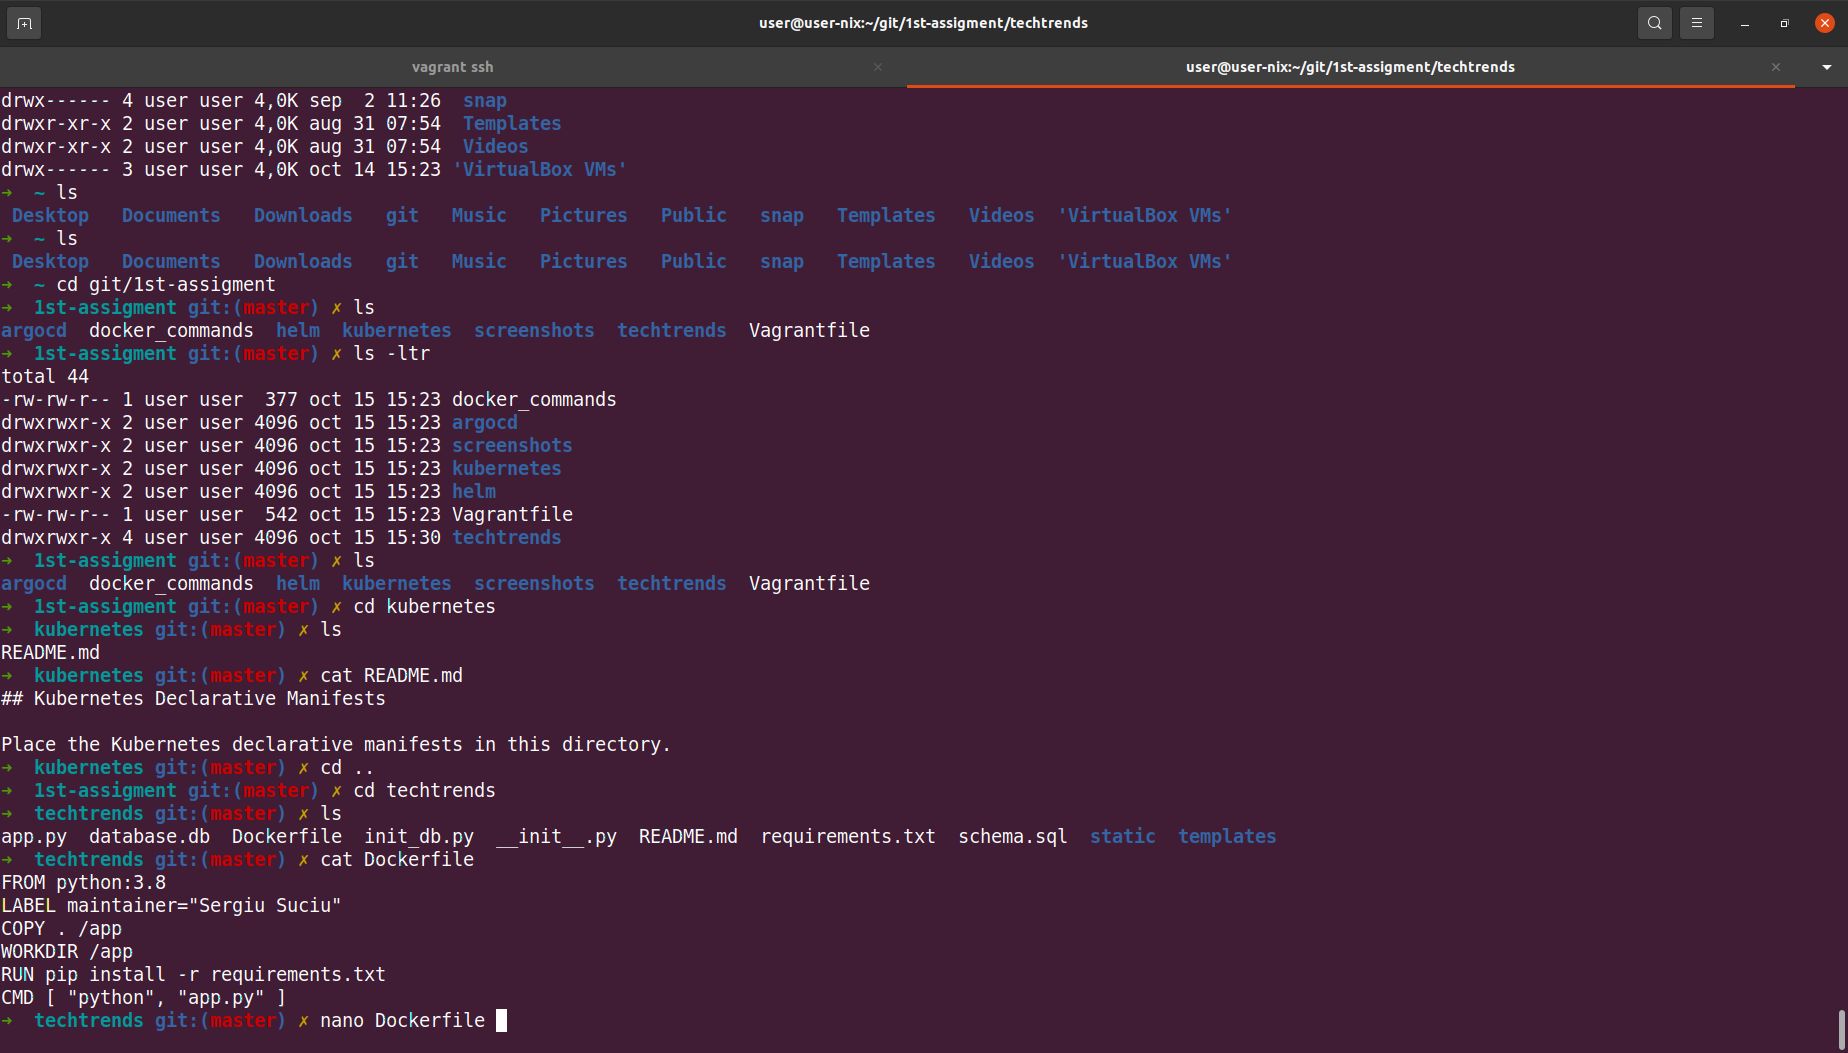 user@user-nix:~/git/1st-assigment/techtrends
vagrant ssh
user@user-nix:~/git/1st-assigment/techtrends
drwx------ 4 user user 4,0K sep  2 11:26  snap
drwxr-xr-x 2 user user 4,0K aug 31 07:54  Templates
drwxr-xr-x 2 user user 4,0K aug 31 07:54  Videos
drwx------ 3 user user 4,0K oct 14 15:23 'VirtualBox VMs'
➜  ~ ls
 Desktop   Documents   Downloads   git   Music   Pictures   Public   snap   Templates   Videos  'VirtualBox VMs'
➜  ~ ls
 Desktop   Documents   Downloads   git   Music   Pictures   Public   snap   Templates   Videos  'VirtualBox VMs'
➜  ~ cd git/1st-assigment
➜  1st-assigment git:(master) ✗ ls
argocd  docker_commands  helm  kubernetes  screenshots  techtrends  Vagrantfile
➜  1st-assigment git:(master) ✗ ls -ltr
total 44
-rw-rw-r-- 1 user user  377 oct 15 15:23 docker_commands
drwxrwxr-x 2 user user 4096 oct 15 15:23 argocd
drwxrwxr-x 2 user user 4096 oct 15 15:23 screenshots
drwxrwxr-x 2 user user 4096 oct 15 15:23 kubernetes
drwxrwxr-x 2 user user 4096 oct 15 15:23 helm
-rw-rw-r-- 1 user user  542 oct 15 15:23 Vagrantfile
drwxrwxr-x 4 user user 4096 oct 15 15:30 techtrends
➜  1st-assigment git:(master) ✗ ls
argocd  docker_commands  helm  kubernetes  screenshots  techtrends  Vagrantfile
➜  1st-assigment git:(master) ✗ cd kubernetes
➜  kubernetes git:(master) ✗ ls
README.md
➜  kubernetes git:(master) ✗ cat README.md
## Kubernetes Declarative Manifests
Place the Kubernetes declarative manifests in this directory.
➜  kubernetes git:(master) ✗ cd ..
➜  1st-assigment git:(master) ✗ cd techtrends
➜  techtrends git:(master) ✗ ls
app.py  database.db  Dockerfile  init_db.py  __init__.py  README.md  requirements.txt  schema.sql  static  templates
➜  techtrends git:(master) ✗ cat Dockerfile
FROM python:3.8
LABEL maintainer="Sergiu Suciu"
COPY . /app
WORKDIR /app
RUN pip install -r requirements.txt
CMD [ "python", "app.py" ]
➜  techtrends git:(master) ✗ nano Dockerfile